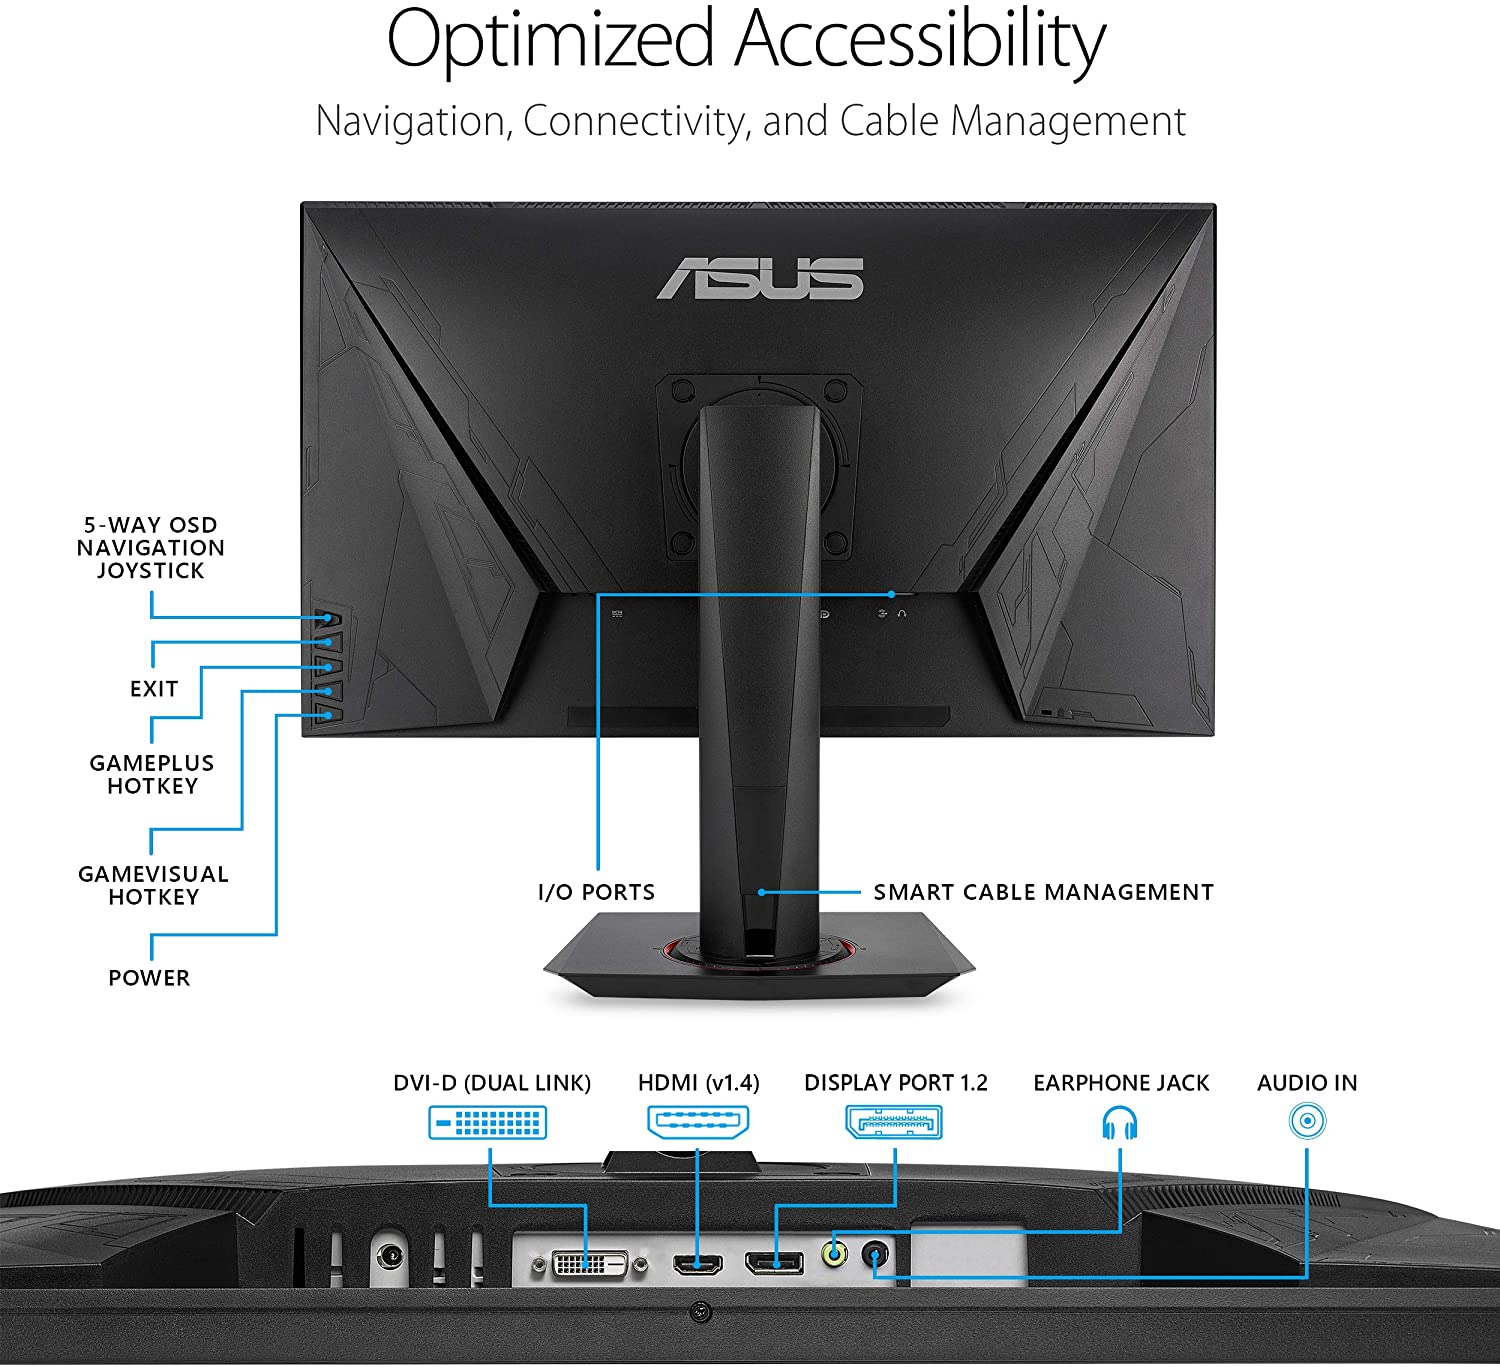 Optimized Accessibility
Navigation, Connectivity, and Cable Management
ASUS
5-WAY OSD
NAVIGATION
JOYSTICK
EXIT
GAMEPLUS
HOTKEY
GAMEVISUAL
HOTKEY
POWER
I/O PORTS
SMART CABLE MANAGEMENT
DVI-D (DUAL LINK)
HDMI (v1.4)
DISPLAY PORT 1.2
EARPHONE JACK
AUDIO IN